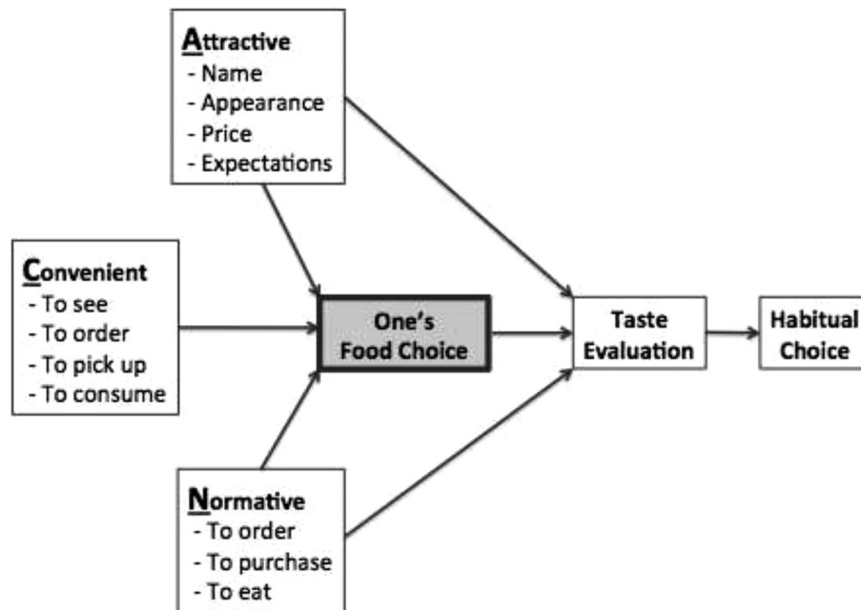 Attractive
- Name
- Appearance
- Price
- Expectations
Convenient
- To see
- To order
- To pick up
- To consume
One's
Food Choice
Taste
Evaluation
Habitual
Choice
Normative
- To order
- To purchase
- To eat